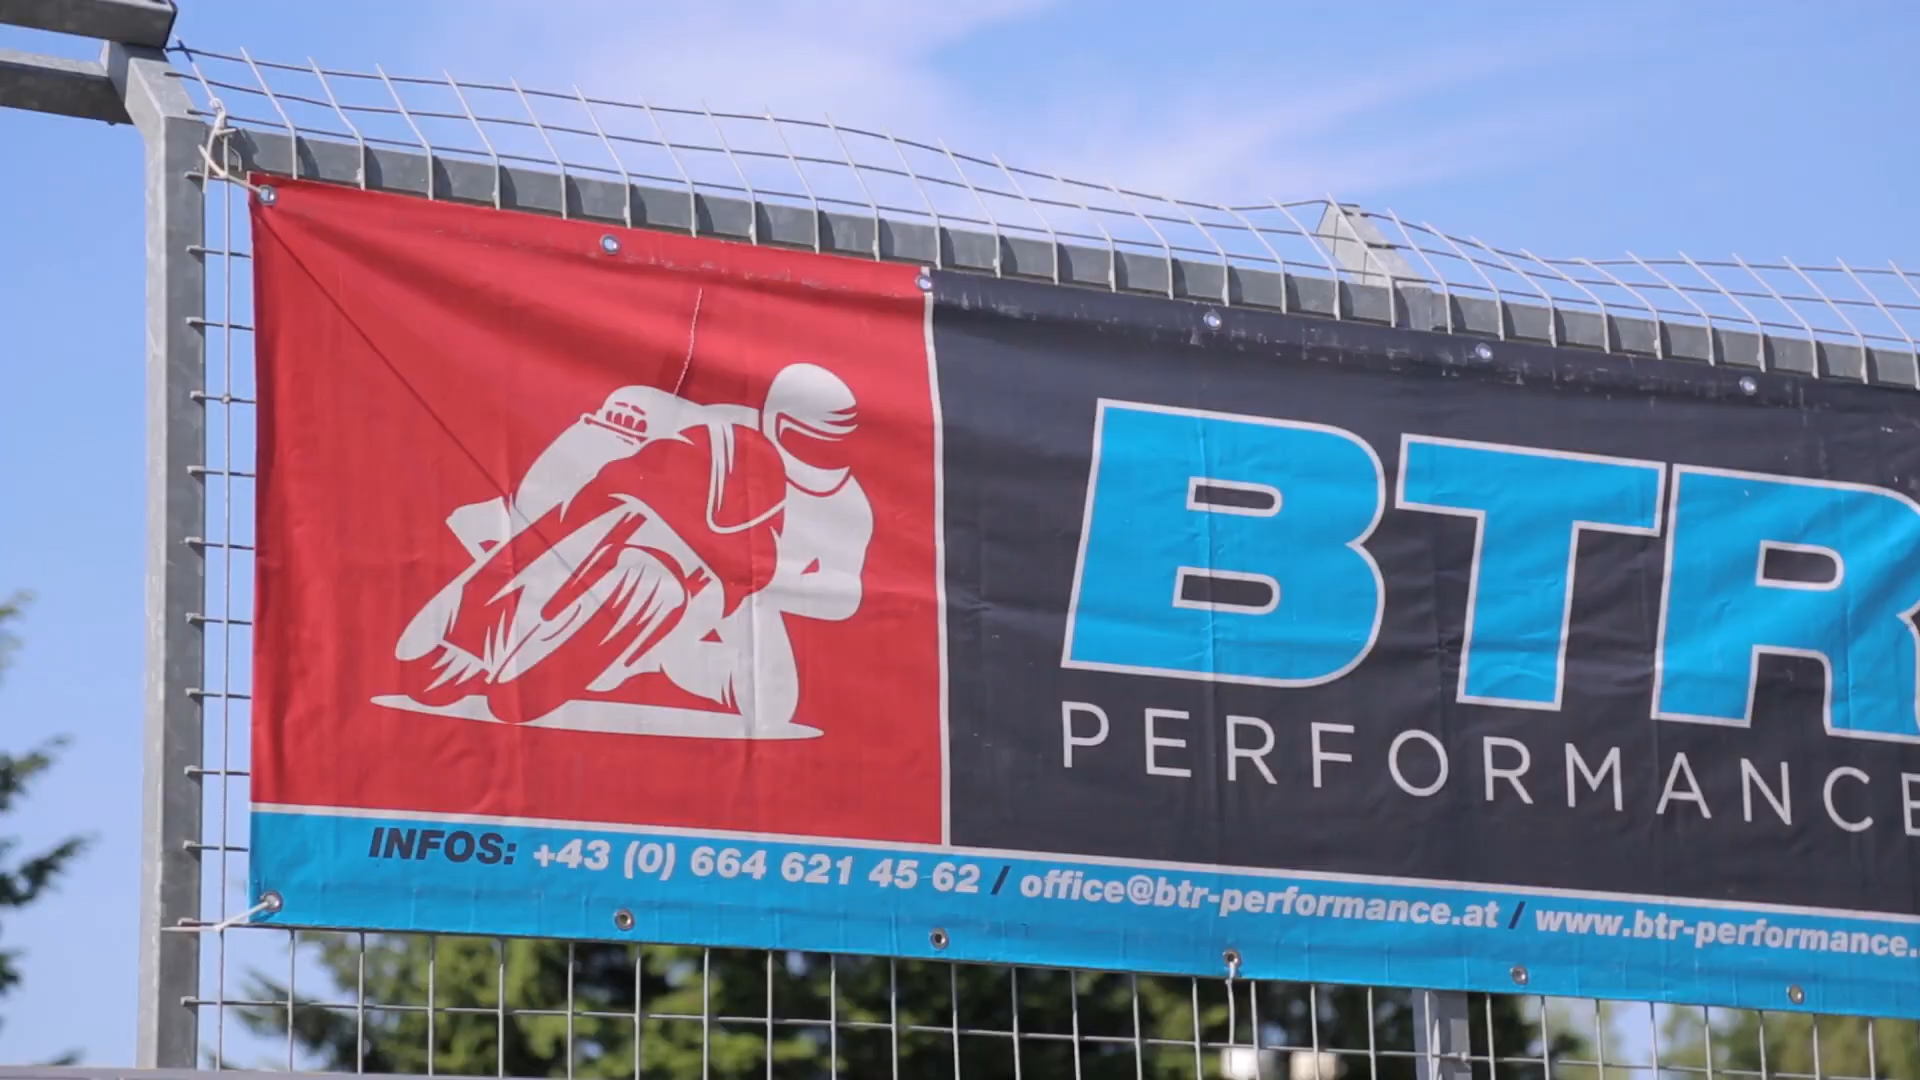 BTR
PERFORMANCE
INFOS: +43 (0) 664 621 45 62 / office@btr-performance.at / www.btr-performance.